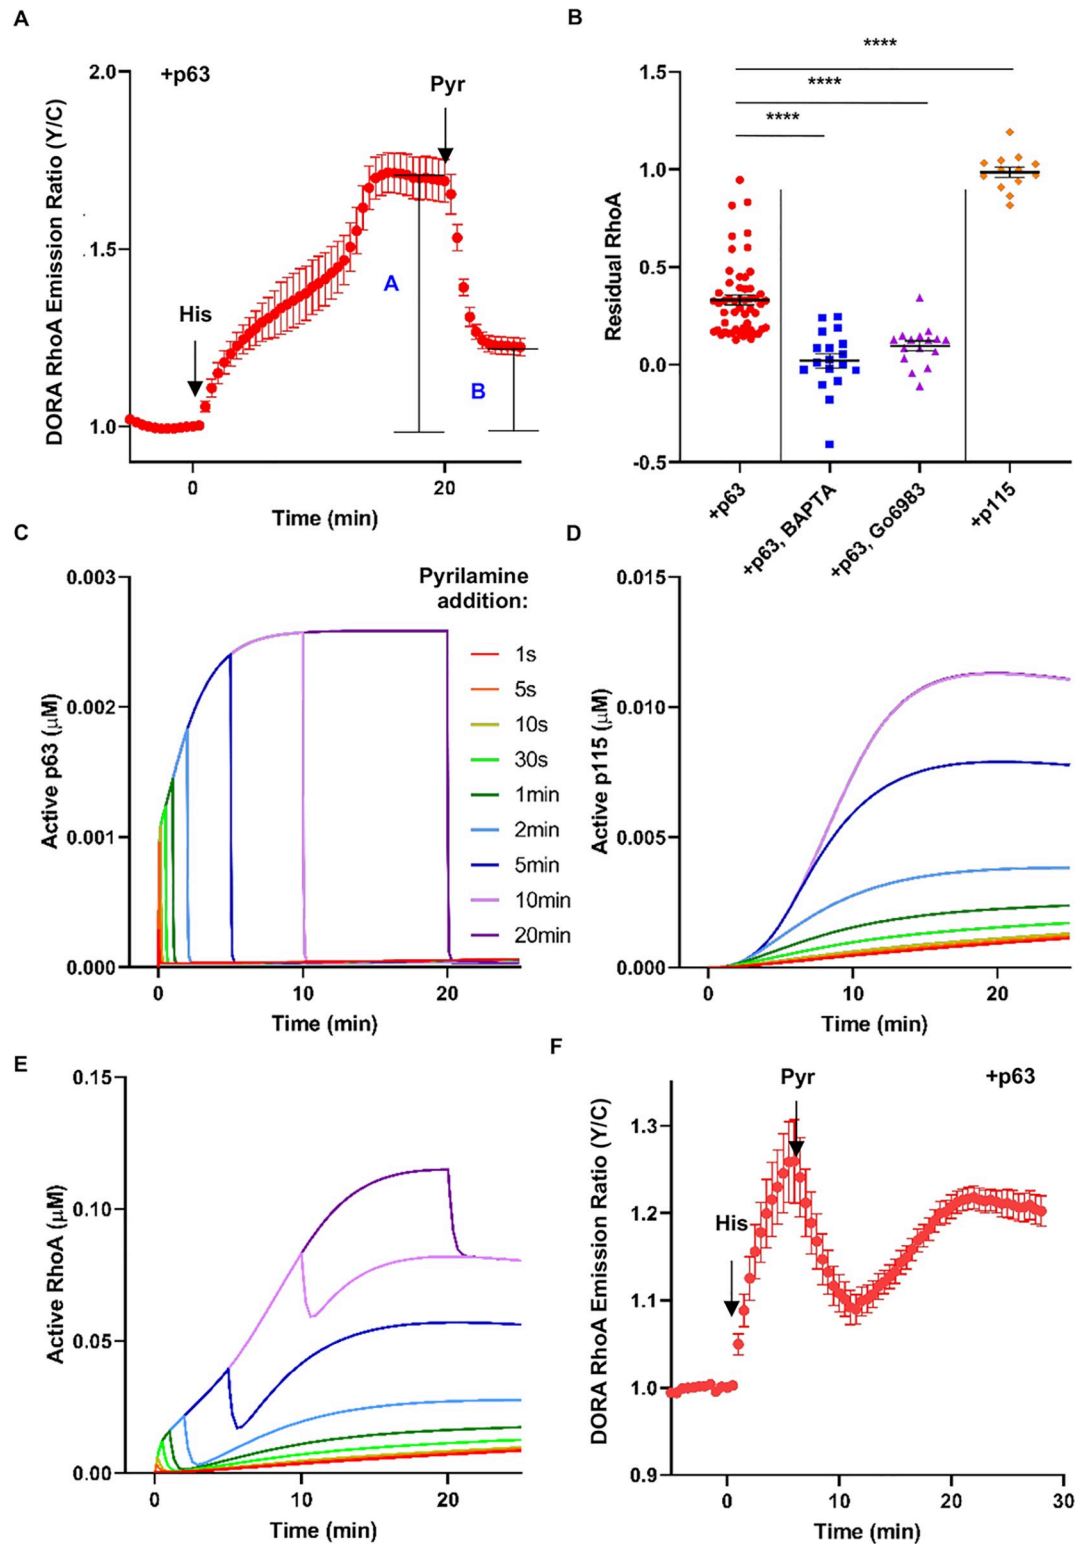 A
+p63
Pyr
His
A
B
2.0
1.5
1.0
0
20
DORA RhoA Emission Ratio (Y/C)
Time (min)
B
****
****
****
1.5
1.0
0.5
0.0
-0.5
Residual RhoA
+p63
+p63, BAPTA
+p63, Go6983
+p115
C
Pyrilamine
addition:
1s
5s
10s
30s
1min
2min
5min
10min
20min
0.003
0.002
0.001
0.000
0
10
20
Active p63 (μM)
Time (min)
D
0.015
0.010
0.005
0.000
0
10
20
Active p115 (μM)
Time (min)
E
0.15
0.10
0.05
0.00
0
10
20
Active RhoA (μM)
Time (min)
F
Pyr
+p63
His
1.3
1.2
1.1
1.0
0.9
0
10
20
30
DORA RhoA Emission Ratio (Y/C)
Time (min)